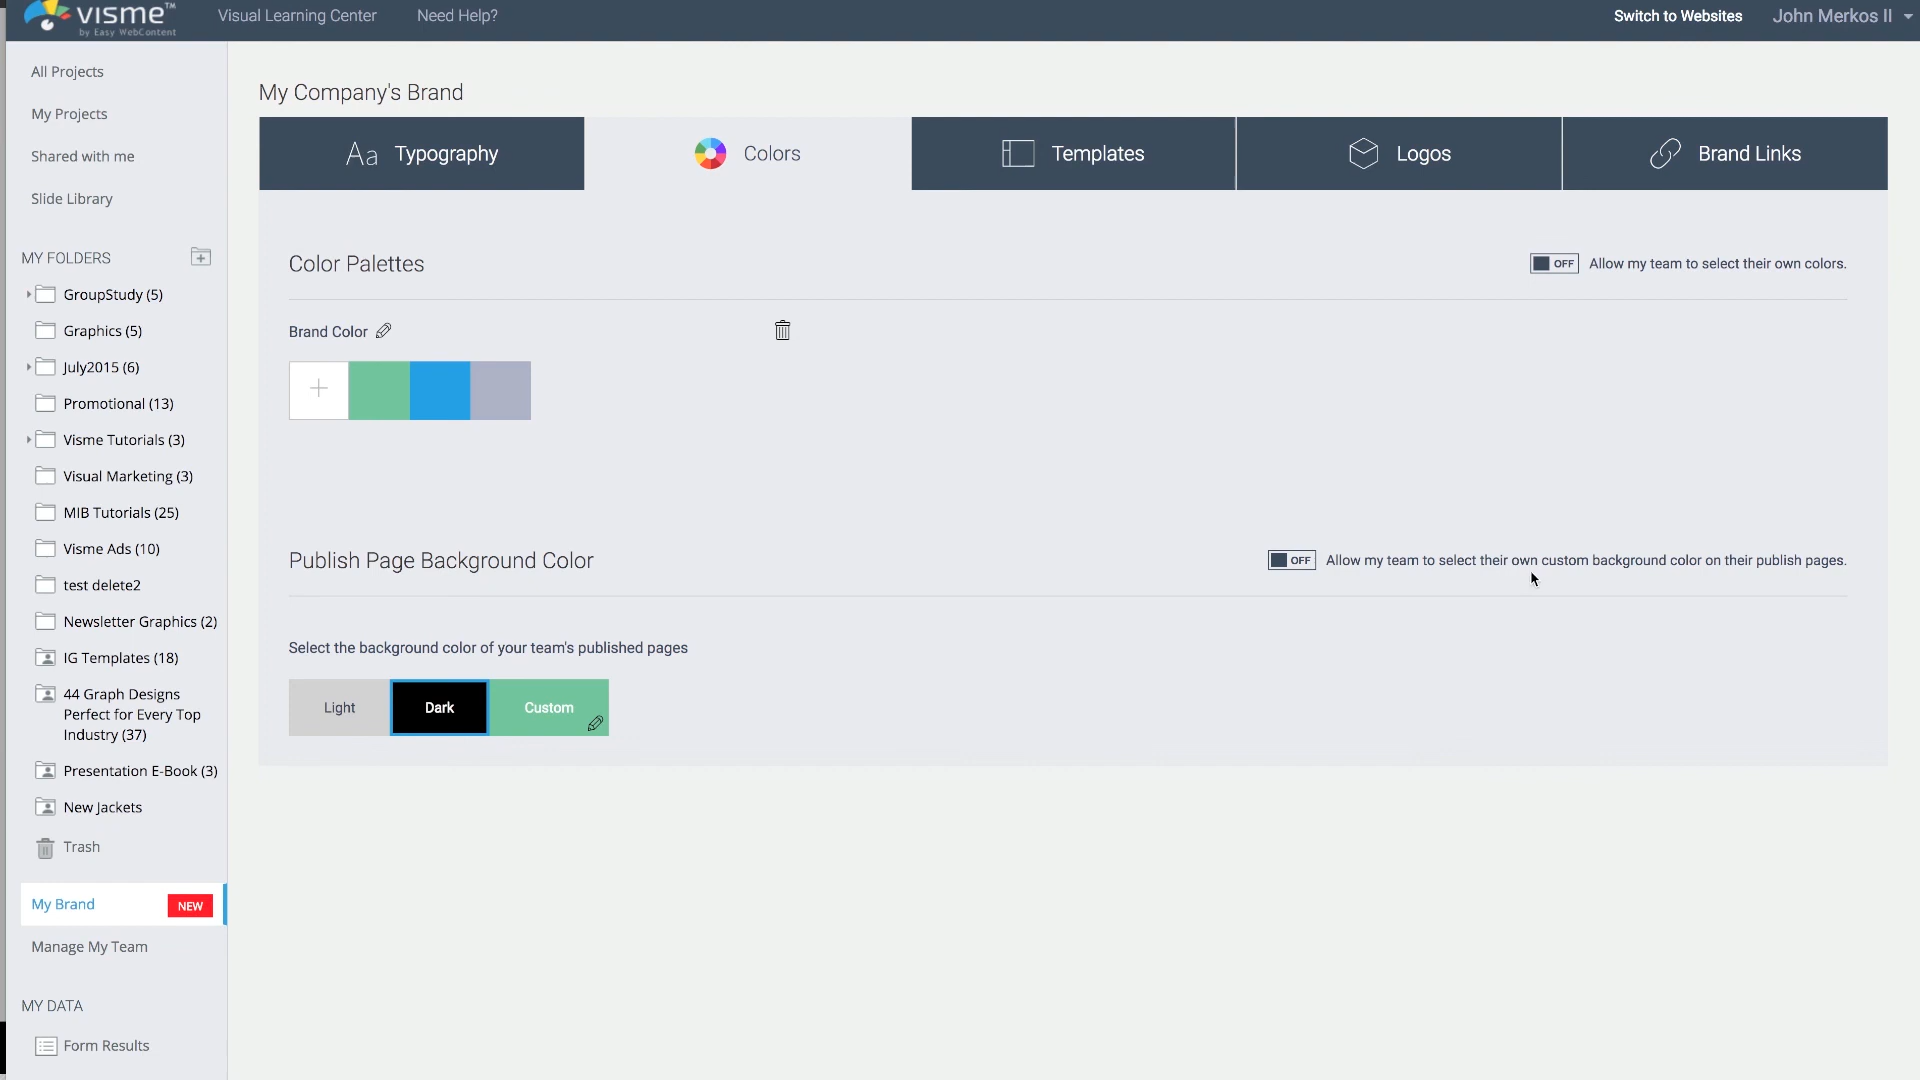 visme™
by Easy WebContent
Visual Learning Center
Need Help?
Switch to Websites
John Merkos II
All Projects
My Projects
Shared with me
Slide Library
MY FOLDERS
GroupStudy (5)
Graphics (5)
July2015 (6)
Promotional (13)
Visme Tutorials (3)
Visual Marketing (3)
MIB Tutorials (25)
Visme Ads (10)
test delete2
Newsletter Graphics (2)
IG Templates (18)
44 Graph Designs
Perfect for Every Top
Industry (37)
Presentation E-Book (3)
New Jackets
Trash
My Brand
NEW
Manage My Team
MY DATA
Form Results
My Company's Brand
Aa Typography
Colors
Templates
Logos
Brand Links
Color Palettes
OFF Allow my team to select their own colors.
Brand Color
Publish Page Background Color
OFF Allow my team to select their own custom background color on their publish pages.
Select the background color of your team's published pages
Light
Dark
Custom